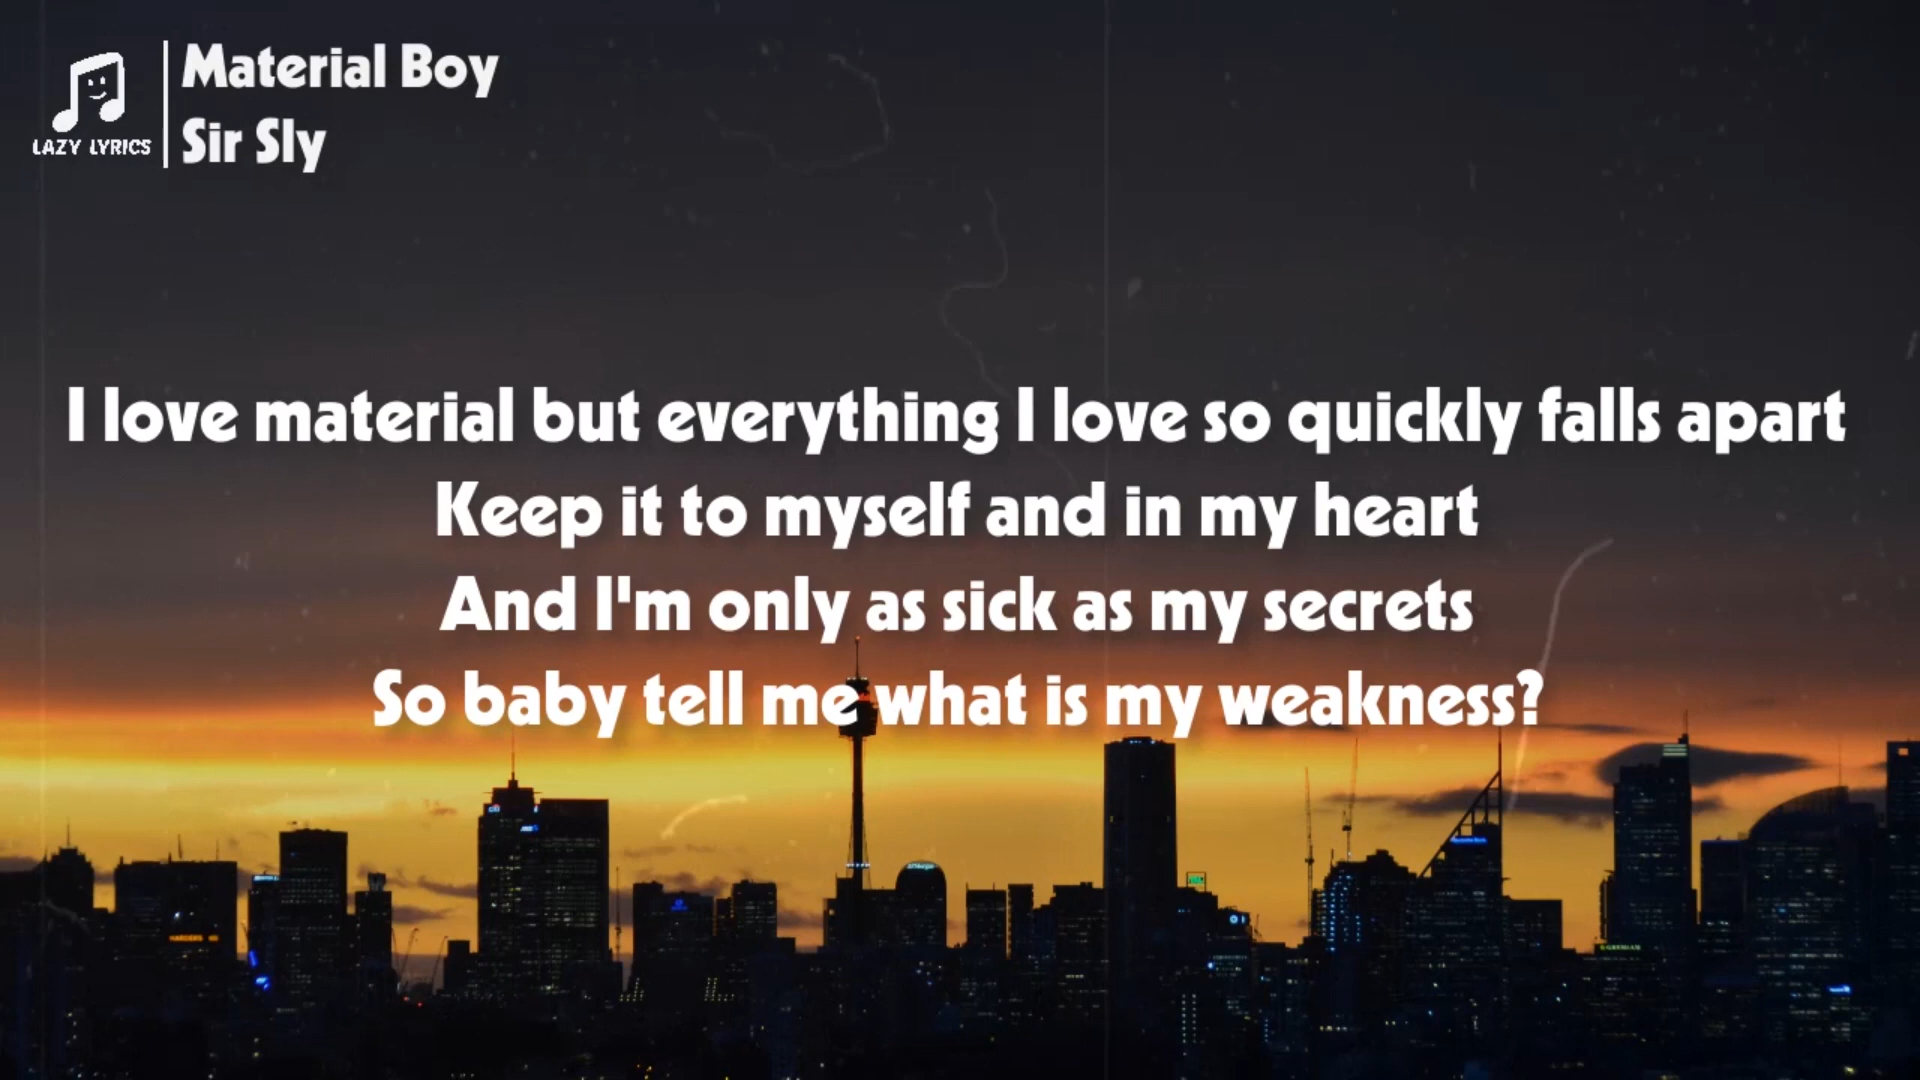 Material Boy
Sir Sly
LAZY LYRICS
I love material but everything I love so quickly falls apart
Keep it to myself and in my heart
And I'm only as sick as my secrets
So baby tell me what is my weakness?